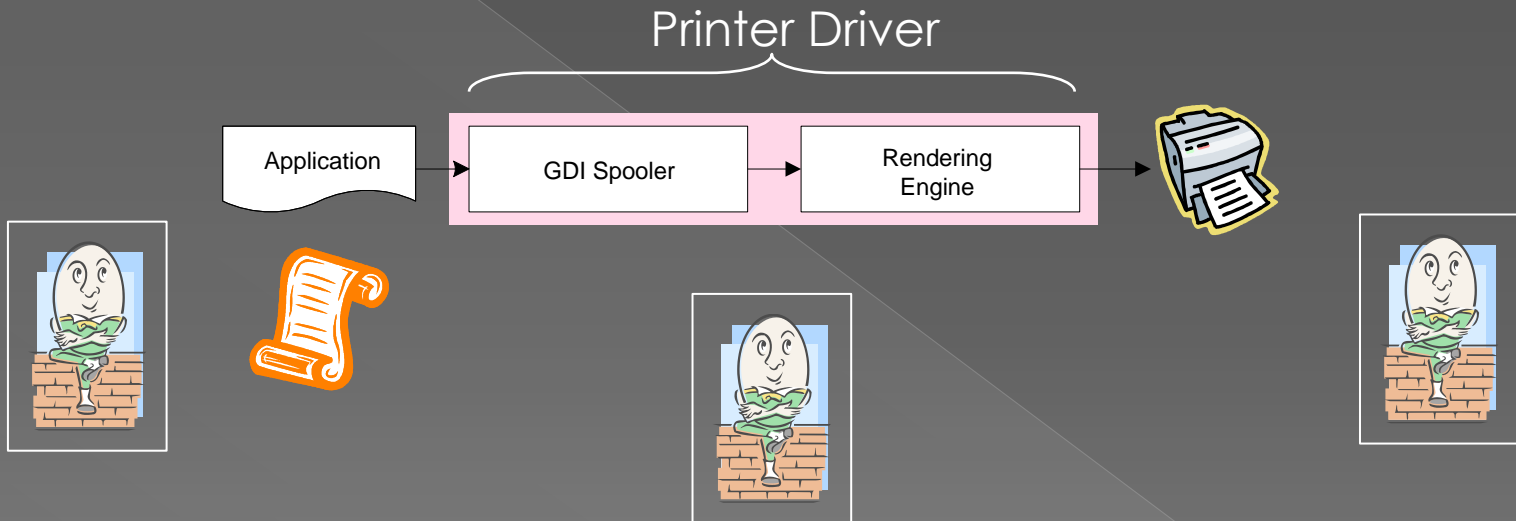 Printer Driver
Application
GDI Spooler
Rendering
Engine